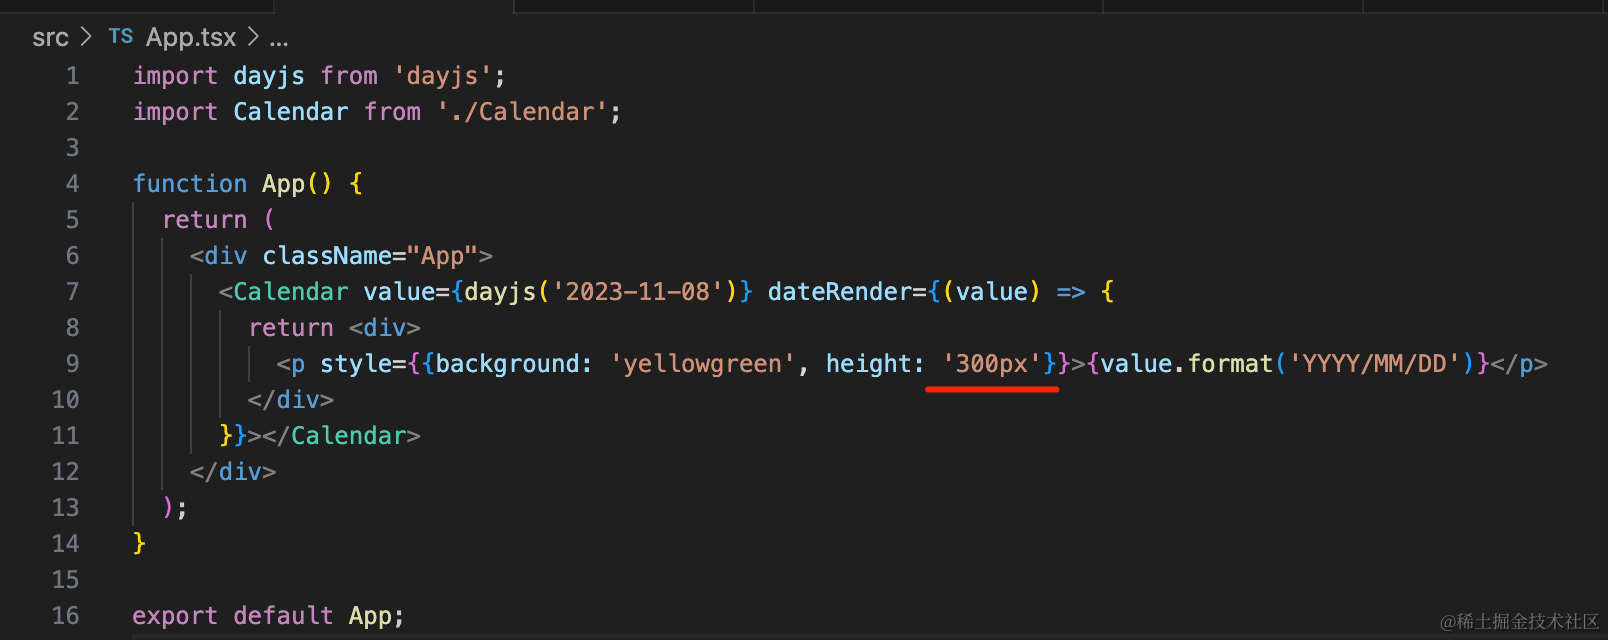 src > TS App.tsx > ...
1 import dayjs from 'dayjs';
2 import Calendar from './Calendar';
3
4 function App() {
5   return (
6     <div className="App">
7       <Calendar value={dayjs('2023-11-08')} dateRender={(value) => {
8         return <div>
9           <p style={{background: 'yellowgreen', height: '300px'}}>{value.format('YYYY/MM/DD')}</p>
10         </div>
11       }}></Calendar>
12     </div>
13   );
14 }
15
16 export default App;
@稀土掘金技术社区